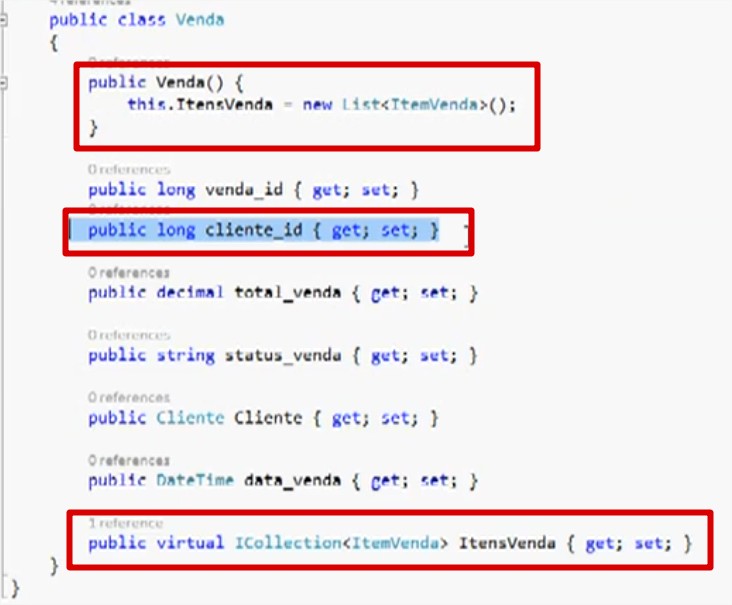 4 references
public class Venda
{
0 references
public Venda() {
this.ItensVenda = new List<ItemVenda>();
}
0 references
public long venda_id { get; set; }
0 references
public long cliente_id { get; set; }
0 references
public decimal total_venda { get; set; }
0 references
public string status_venda { get; set; }
0 references
public Cliente Cliente { get; set; }
0 references
public DateTime data_venda { get; set; }
1 reference
public virtual ICollection<ItemVenda> ItensVenda { get; set; }
}
}